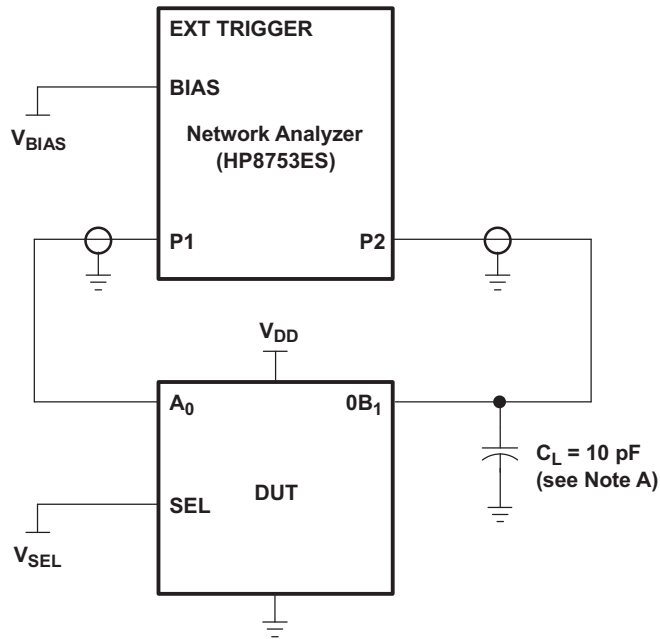 EXT TRIGGER
BIAS
V_BIAS
Network Analyzer
(HP8753ES)
P1
P2
V_DD
A_0
0B_1
C_L = 10 pF
(see Note A)
SEL
DUT
V_SEL